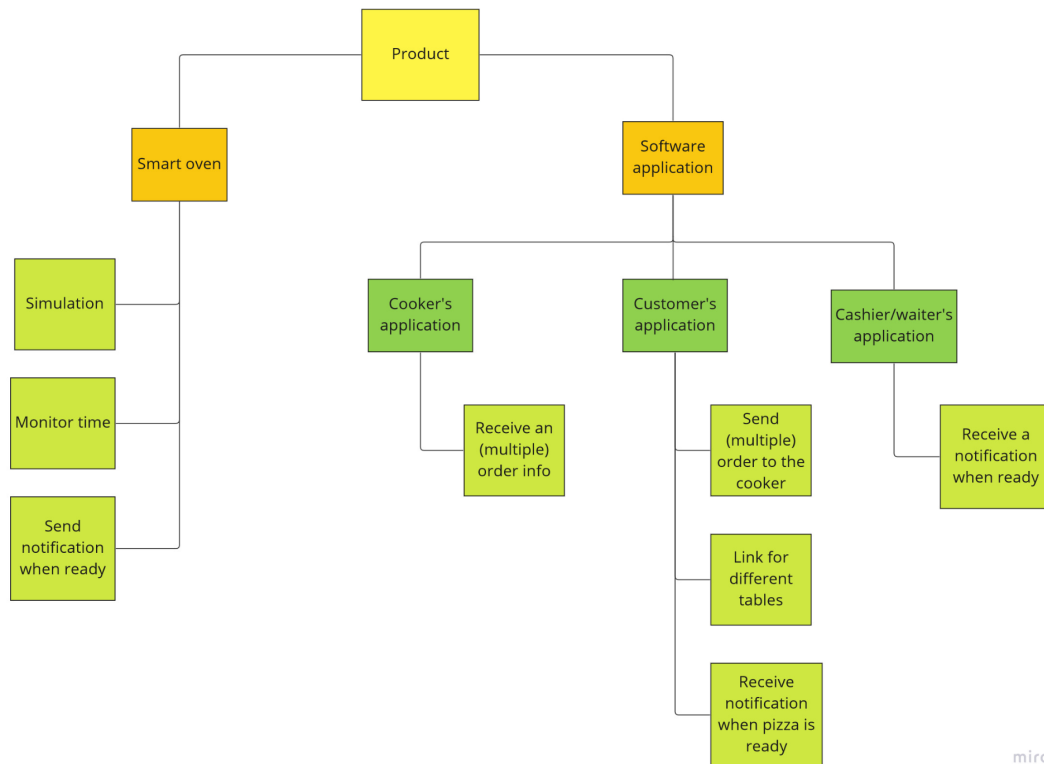 Product
Smart oven
Software
application
Simulation
Cooker's
application
Customer's
application
Cashier/waiter's
application
Monitor time
Receive an
(multiple)
order info
Send
(multiple)
order to the
cooker
Receive a
notification
when ready
Send
notification
when ready
Link for
different
tables
Receive
notification
when pizza is
ready
miro